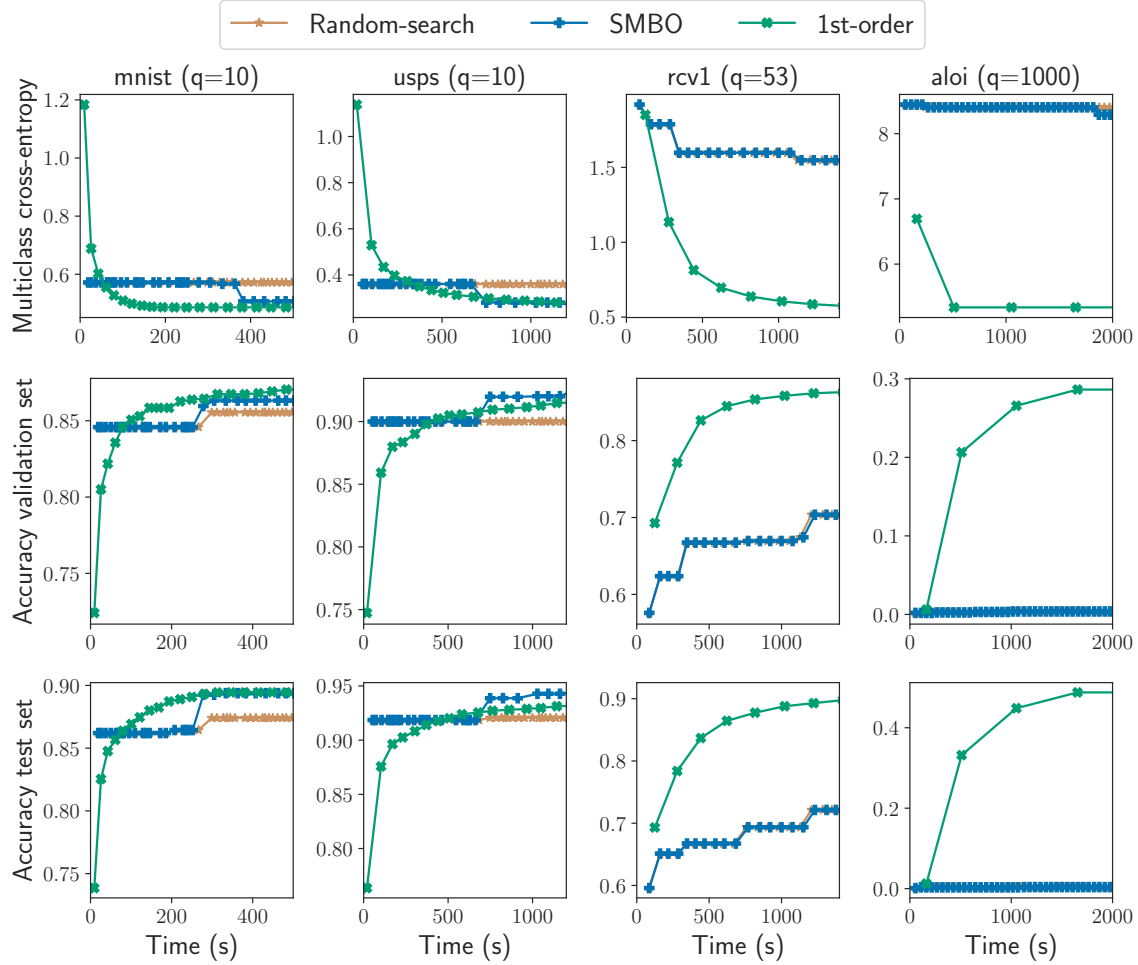 Random-search SMBO 1st-order
mnist (q=10) usps (q=10) rcv1 (q=53) aloi (q=1000)
Multiclass cross-entropy
1.2
1.0
0.8
0.6
0 200 400
1.0
0.8
0.6
0.4
0 500 1000
1.5
1.0
0.5
0 500 1000
8
7
6
0 1000 2000
Accuracy validation set
0.85
0.80
0.75
0 200 400
0.90
0.85
0.80
0.75
0 500 1000
0.8
0.7
0.6
0 500 1000
0.3
0.2
0.1
0.0
0 1000 2000
Accuracy test set
0.90
0.85
0.80
0.75
0 200 400
Time (s)
0.95
0.90
0.85
0.80
0 500 1000
Time (s)
0.9
0.8
0.7
0.6
0 500 1000
Time (s)
0.4
0.2
0.0
0 1000 2000
Time (s)